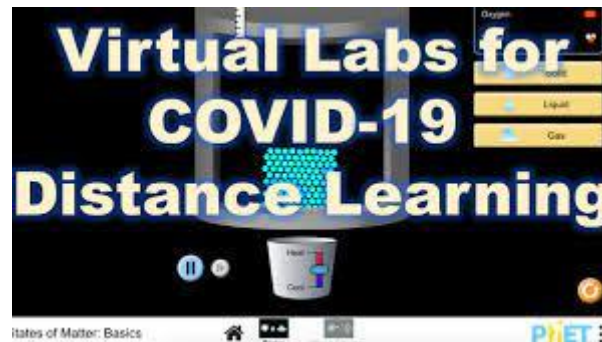 Oxygen
Virtual Labs for
Solid
COVID-19
Liquid
Gas
Distance Learning
Heat
Cool
States of Matter: Basics
PhET